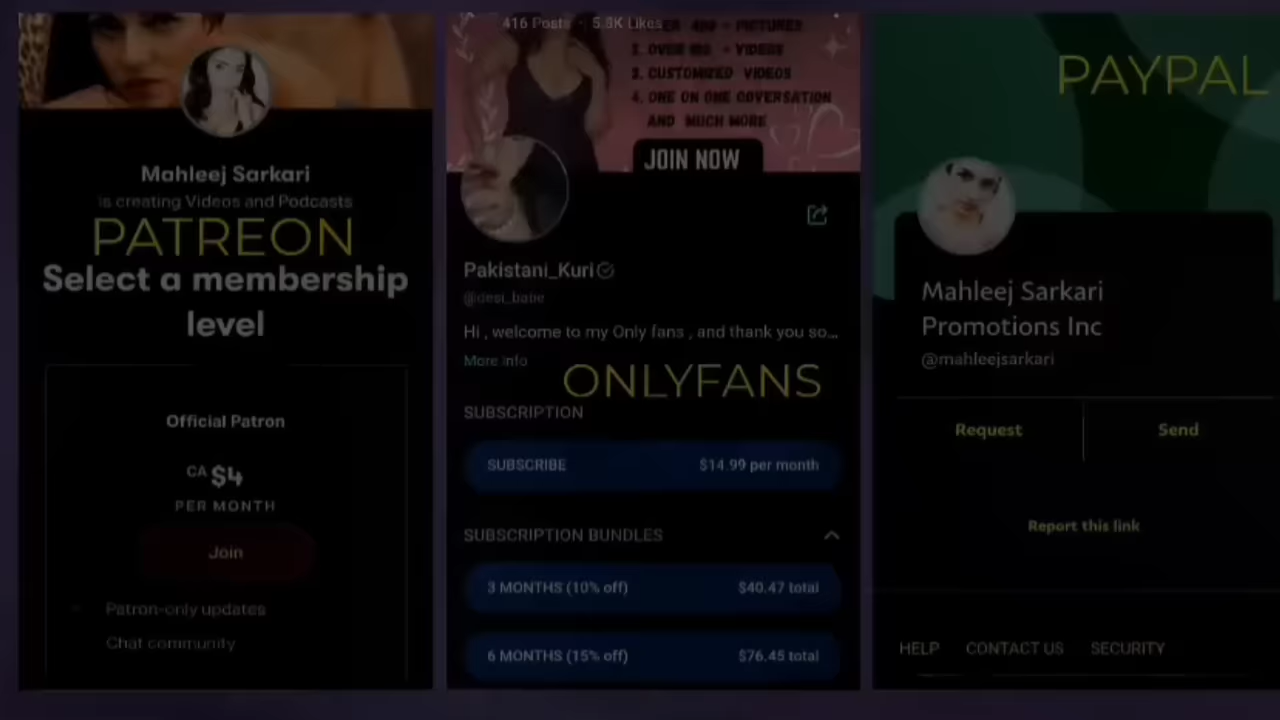 Mahleej Sarkari
is creating Videos and Podcasts
PATREON
Select a membership
level
Official Patron
CA $4
PER MONTH
Join
Patron-only updates
Chat community
416 Posts - 5.8K Likes
PICTURES
VIDEOS
3. CUSTOMIZED VIDEOS
4. ONE ON ONE COVERSATION
AND MUCH MORE
JOIN NOW
Pakistani_Kuri
@desi_babe
Hi , welcome to my Only fans , and thank you so...
More info
ONLYFANS
SUBSCRIPTION
SUBSCRIBE $14.99 per month
SUBSCRIPTION BUNDLES
3 MONTHS (10% off) $40.47 total
6 MONTHS (15% off) $76.45 total
PAYPAL
Mahleej Sarkari
Promotions Inc
@mahleejsarkari
Request Send
Report this link
HELP CONTACT US SECURITY